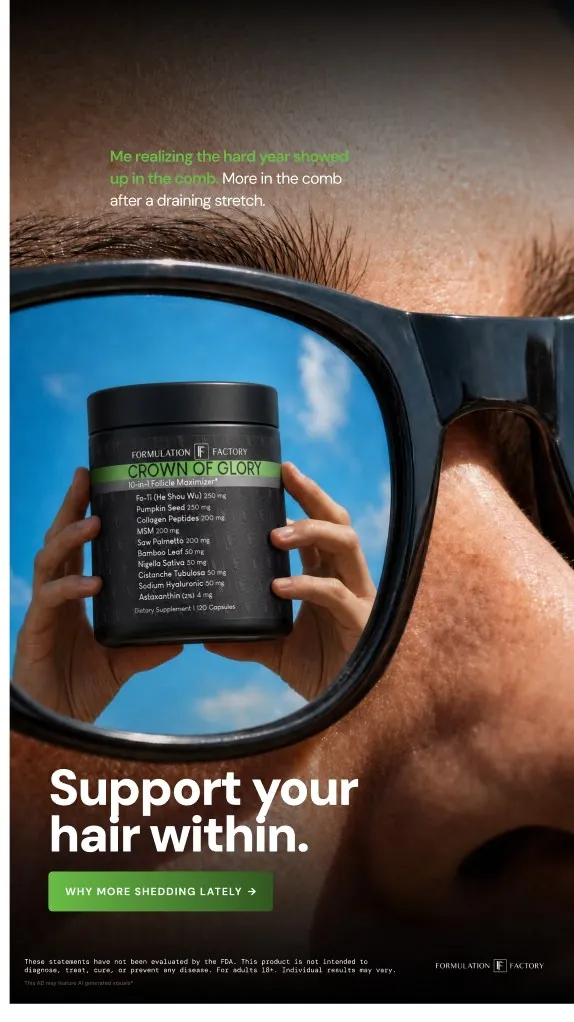 Me realizing the hard year showed
up in the comb. More in the comb
after a draining stretch.
FORMULATION FF FACTORY
CROWN OF GLORY
10-in-1 Follicle Maximizer*
Fo-Ti (He Shou Wu) 250 mg
Pumpkin Seed 250 mg
Collagen Peptides 200 mg
MSM 200 mg
Saw Palmetto 200 mg
Bamboo Leaf 50 mg
Nigella Sativa 50 mg
Cistanche Tubulosa 50 mg
Sodium Hyaluronic 50 mg
Astaxanthin (2%) 4 mg
Dietary Supplement | 120 Capsules
Support your
hair within.
WHY MORE SHEDDING LATELY →
These statements have not been evaluated by the FDA. This product is not intended to
diagnose, treat, cure, or prevent any disease. For adults 18+. Individual results may vary.
FORMULATION FF FACTORY
This AD may feature AI generated visuals*